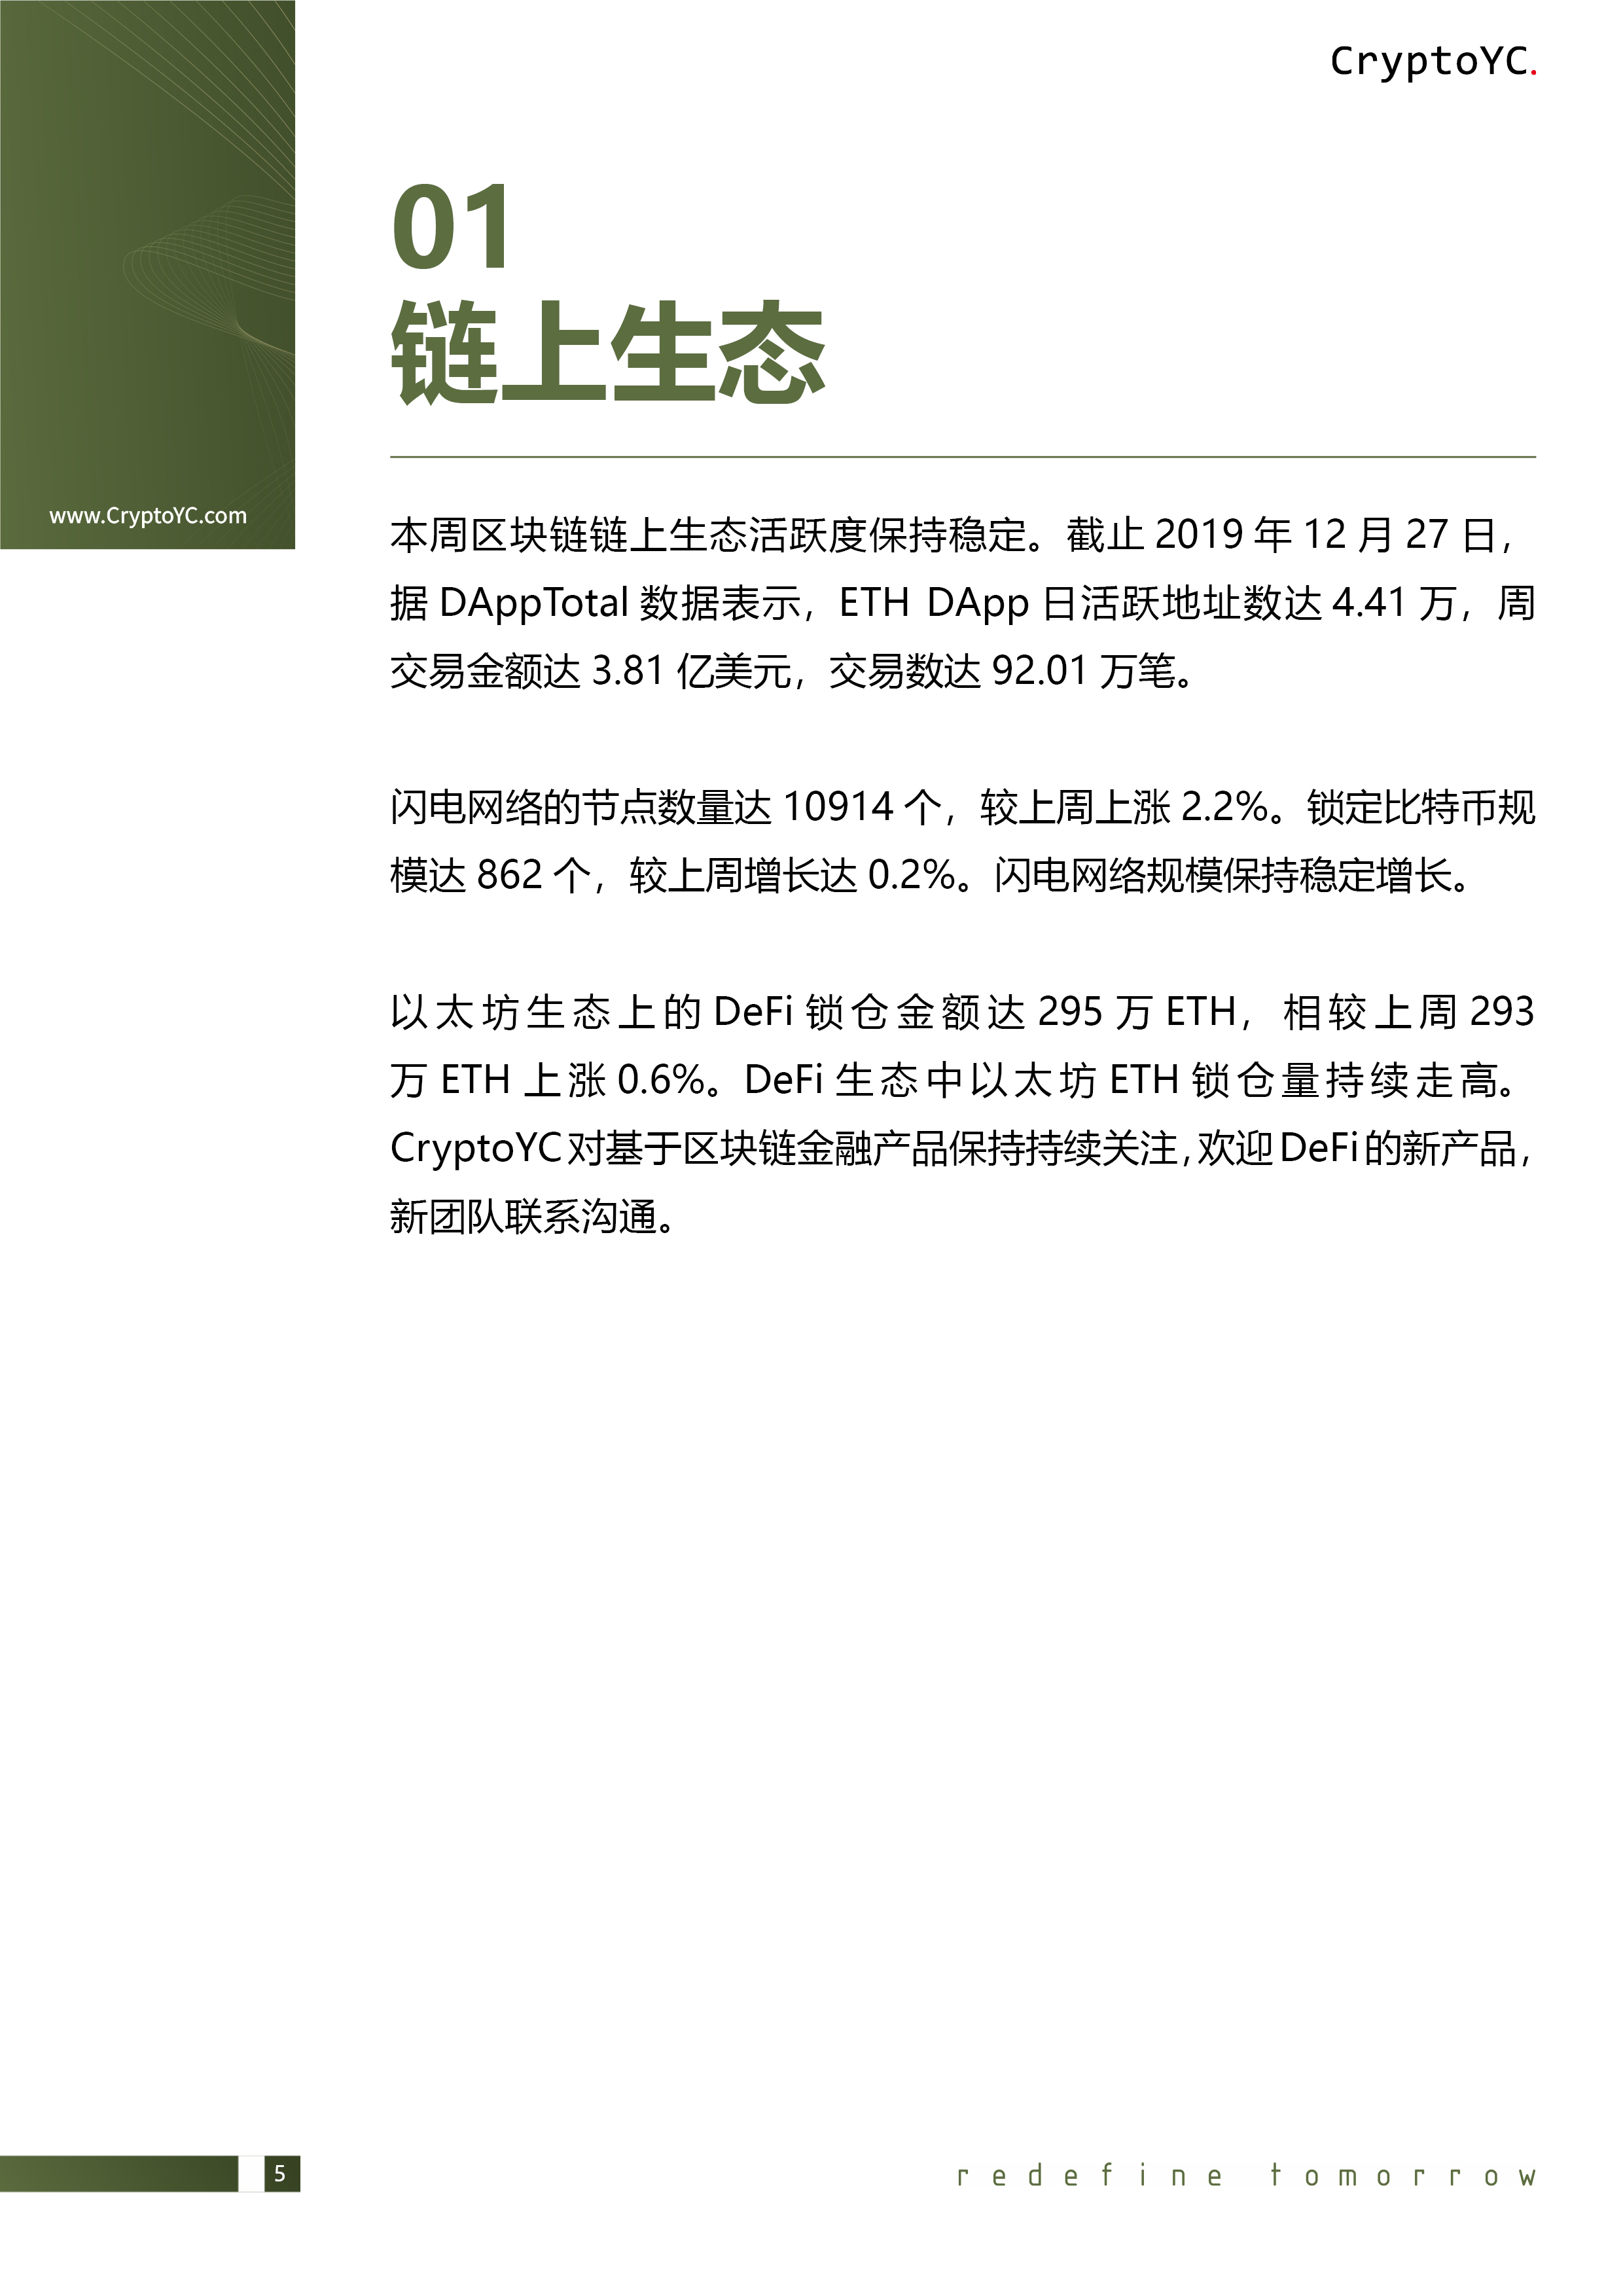 CryptoYC.
01
链上生态
www.CryptoYC.com
本周区块链链上生态活跃度保持稳定。截止 2019 年 12 月 27 日，
据 DAppTotal 数据表示，ETH DApp 日活跃地址数达 4.41 万，周
交易金额达 3.81 亿美元，交易数达 92.01 万笔。
闪电网络的节点数量达 10914 个，较上周上涨 2.2%。锁定比特币规
模达 862 个，较上周增长达 0.2%。闪电网络规模保持稳定增长。
以太坊生态上的 DeFi 锁仓金额达 295 万 ETH，相较上周 293
万 ETH 上涨 0.6%。DeFi 生态中以太坊 ETH 锁仓量持续走高。
CryptoYC 对基于区块链金融产品保持持续关注，欢迎 DeFi 的新产品，
新团队联系沟通。
5
redefine tomorrow